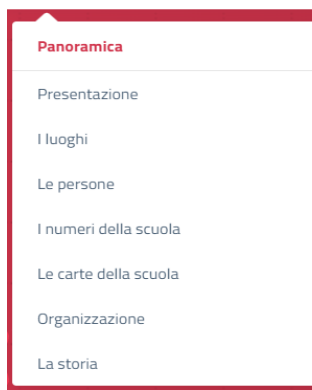 Panoramica
Presentazione
I luoghi
Le persone
I numeri della scuola
Le carte della scuola
Organizzazione
La storia